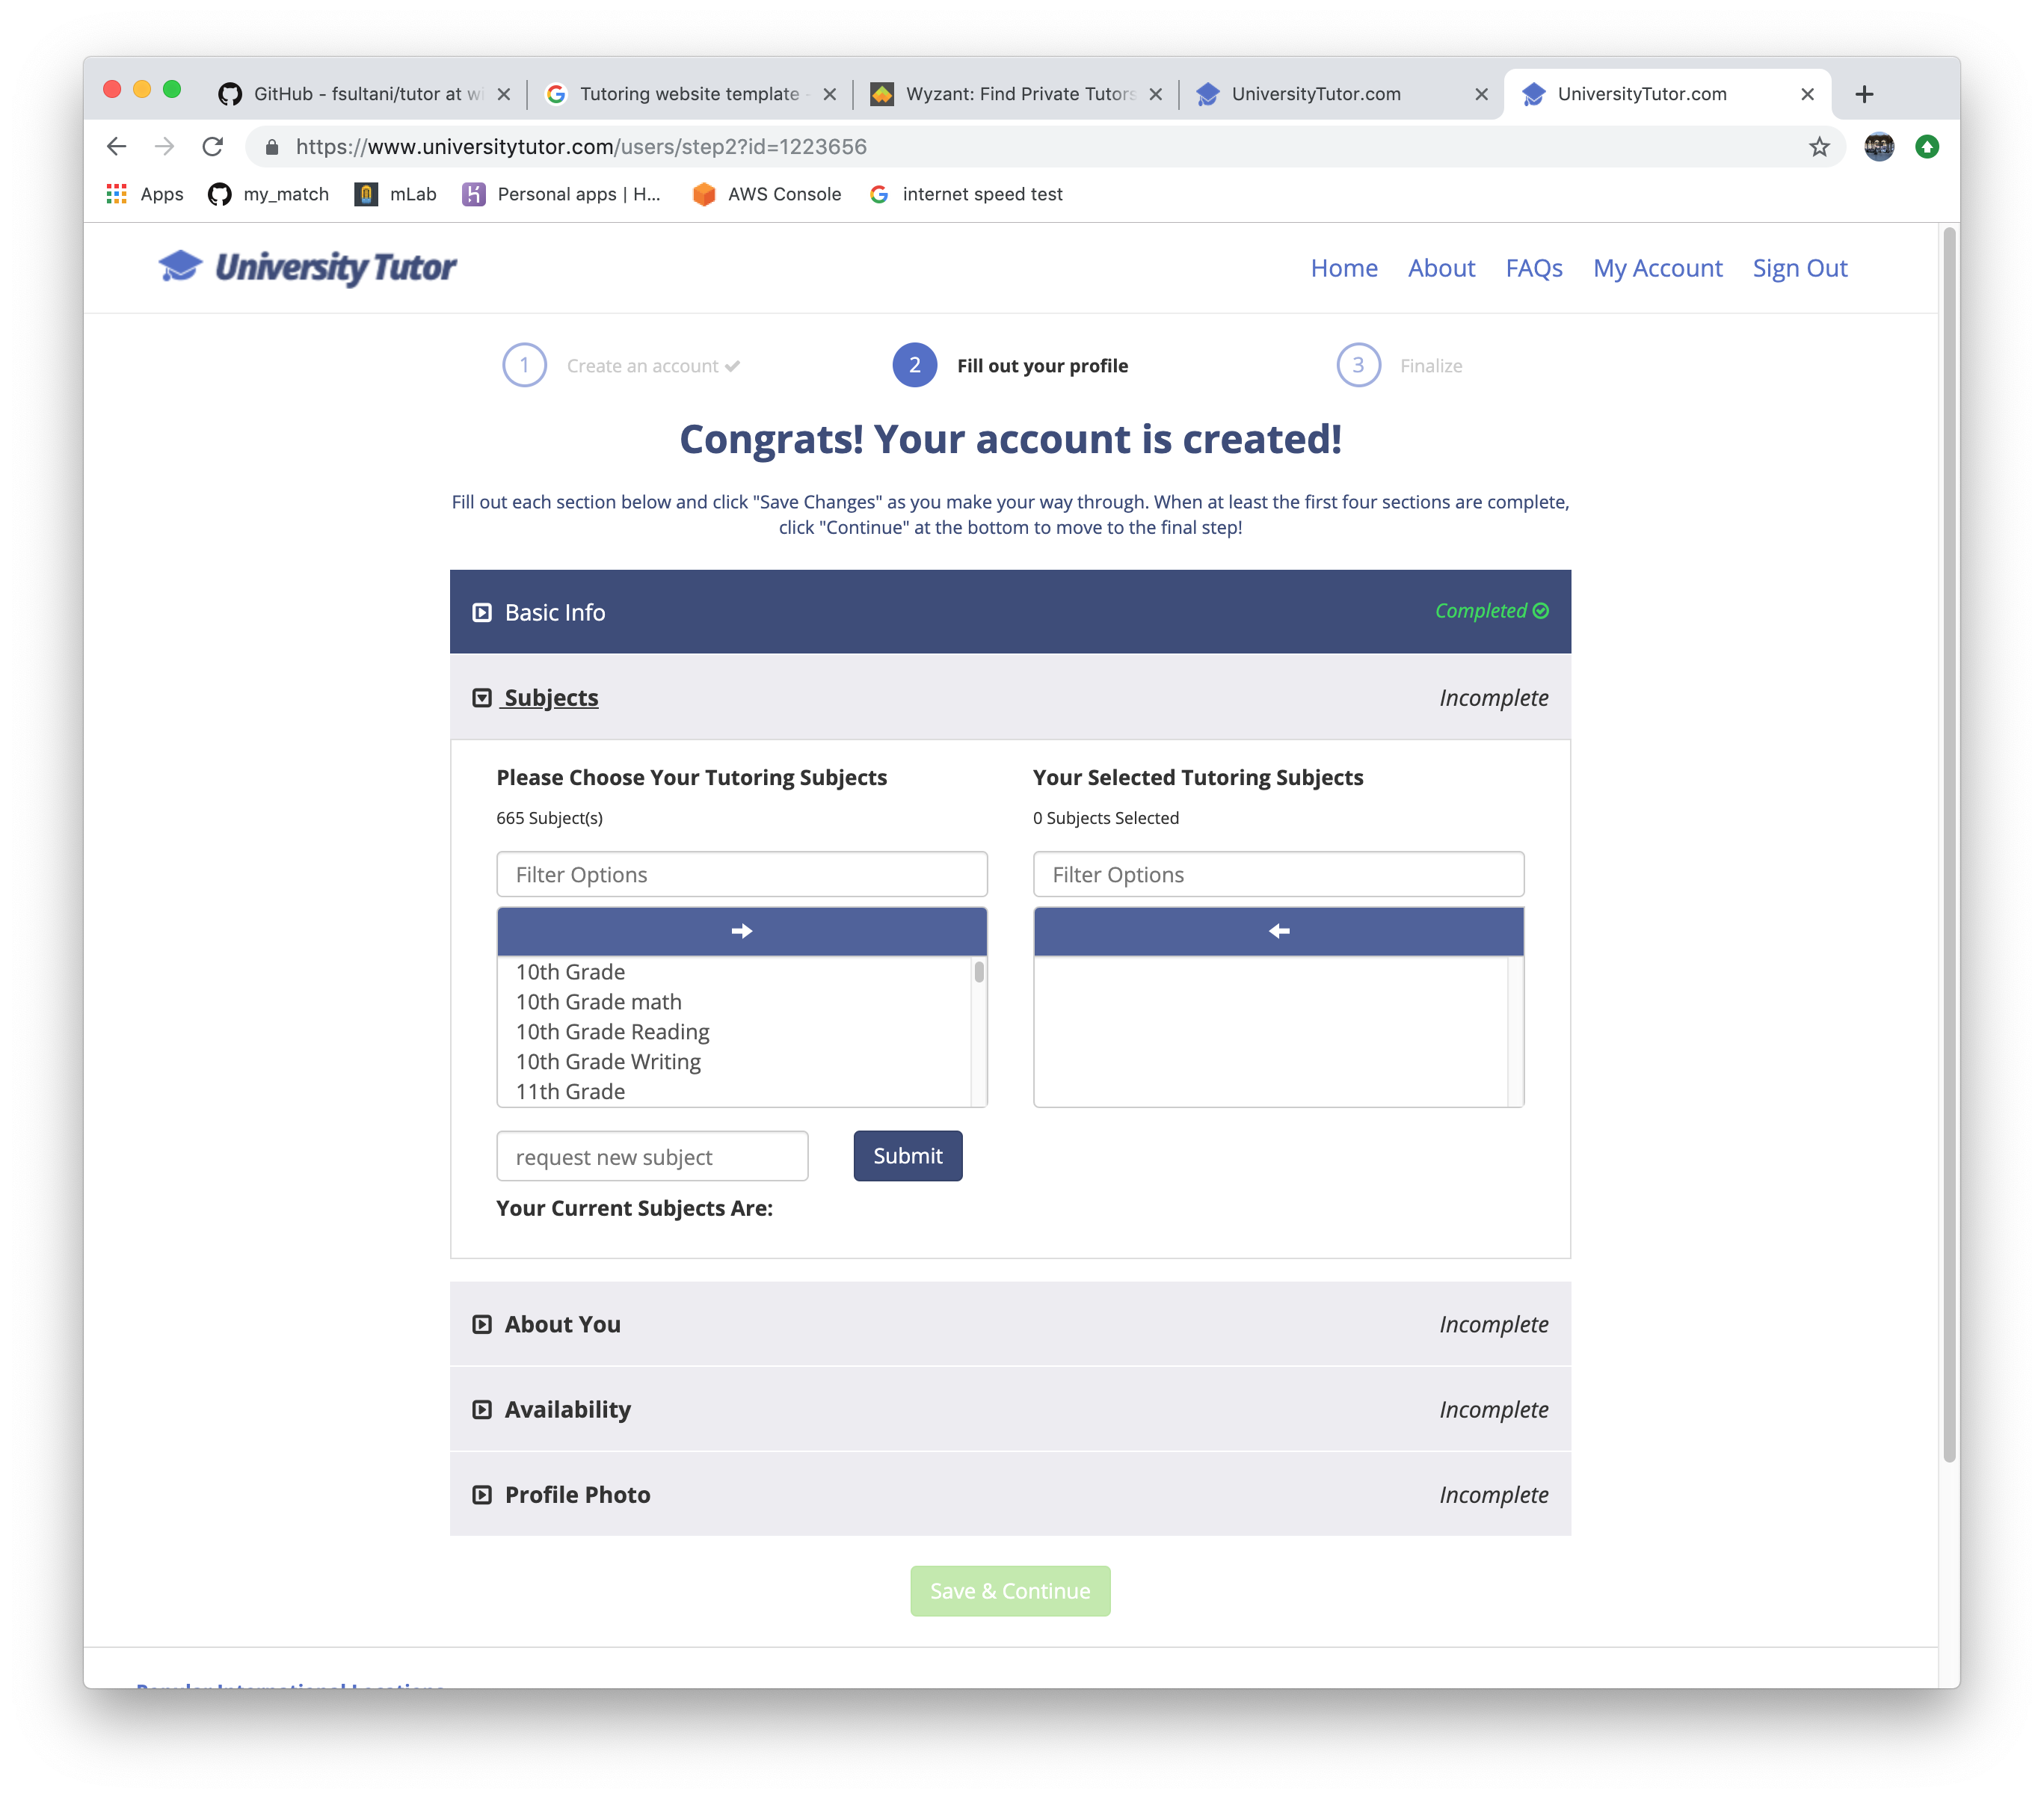 GitHub - fsultani/tutor at wi
Tutoring website template -
Wyzant: Find Private Tutors
UniversityTutor.com
UniversityTutor.com
https://www.universitytutor.com/users/step2?id=1223656
Apps
my_match
mLab
Personal apps | H...
AWS Console
internet speed test
University Tutor
Home
About
FAQs
My Account
Sign Out
1 Create an account
2 Fill out your profile
3 Finalize
Congrats! Your account is created!
Fill out each section below and click "Save Changes" as you make your way through. When at least the first four sections are complete,
click "Continue" at the bottom to move to the final step!
Basic Info
Completed
Subjects
Incomplete
Please Choose Your Tutoring Subjects
665 Subject(s)
Filter Options
10th Grade
10th Grade math
10th Grade Reading
10th Grade Writing
11th Grade
Your Selected Tutoring Subjects
0 Subjects Selected
Filter Options
request new subject
Submit
Your Current Subjects Are:
About You
Incomplete
Availability
Incomplete
Profile Photo
Incomplete
Save & Continue
Popular International Locations